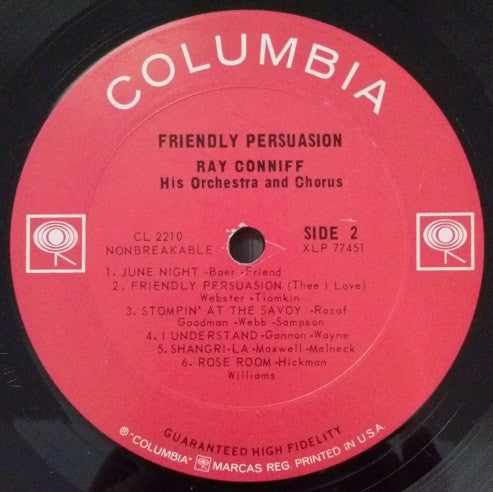 COLUMBIA
FRIENDLY PERSUASION
RAY CONNIFF
His Orchestra and Chorus
CL 2210
NONBREAKABLE
SIDE 2
XLP 77451
1. JUNE NIGHT -Baer -Friend
2. FRIENDLY PERSUASION (Thee I Love)
Webster -Tiomkin
3. STOMPIN' AT THE SAVOY -Razaf
Goodman -Webb -Sampson
4. I UNDERSTAND -Gannon -Wayne
5. SHANGRI-LA -Maxwell -Malneck
6. ROSE ROOM -Hickman
Williams
GUARANTEED HIGH FIDELITY
® "COLUMBIA" MARCAS REG. PRINTED IN U.S.A.